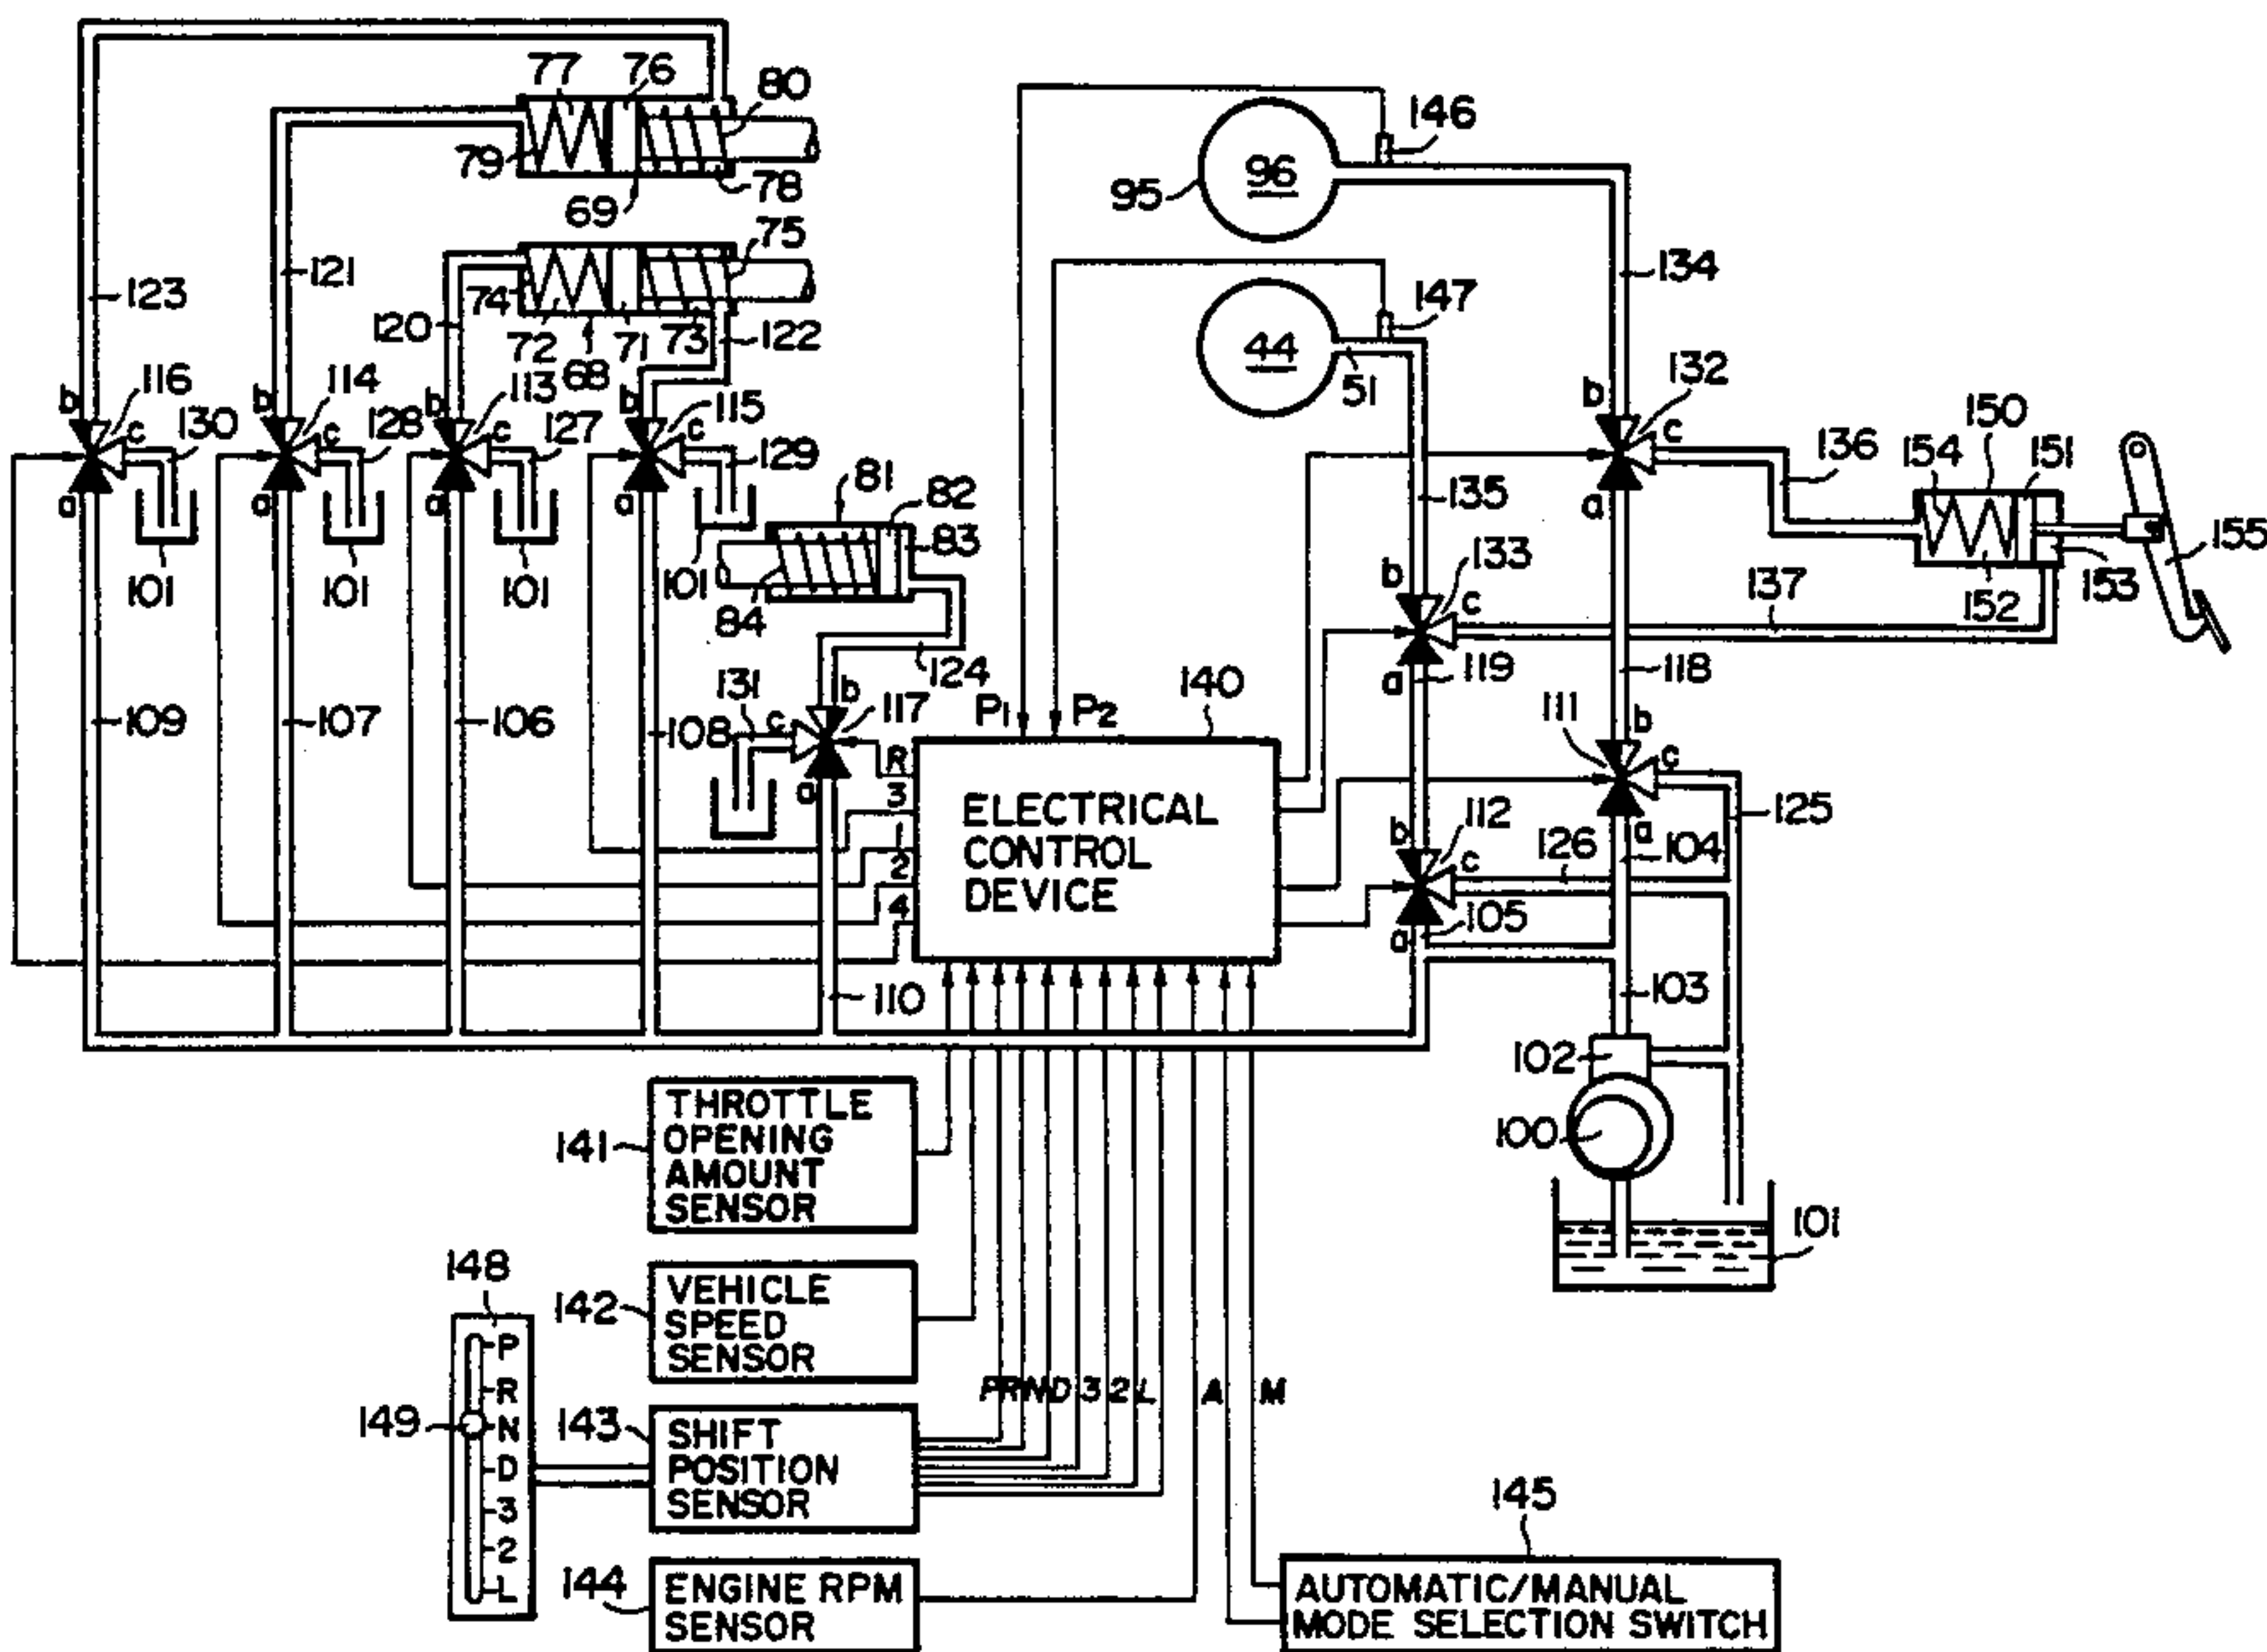 77 76 80
146
79 78 95 96
69
75 134
123 121 74 147
120 72 71 73 122 44
68 51
b 116 b 114 b 113 b 115 b 132
c 130 c 128 c 127 c 129 c 150
136 154 151
a a a a 81 82 135 a
83 155
101 101 101 101 133 153
84 b c 152 137
124 119 118
131 140 a
109 107 106 108 c b 117 P1 P2 111 b
R c
a 3 125
ELECTRICAL
CONTROL
DEVICE
1 b 112 a
2 c 126 104
4 105
a
110 103
102
THROTTLE
OPENING
AMOUNT
SENSOR
141
100
101
148
VEHICLE
SPEED
SENSOR
142
P
R
N
D
3
2
L
149
PRND32L A M
143
SHIFT
POSITION
SENSOR
145
144
ENGINE RPM
SENSOR
AUTOMATIC/MANUAL
MODE SELECTION SWITCH